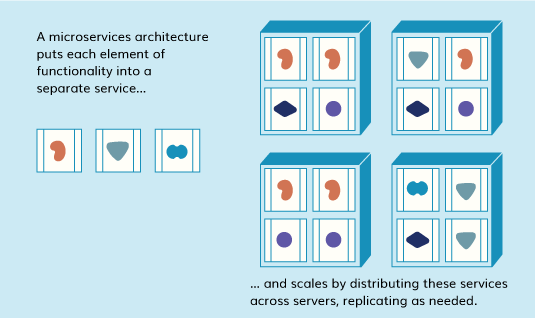 A microservices architecture
puts each element of
functionality into a
separate service...
... and scales by distributing these services
across servers, replicating as needed.